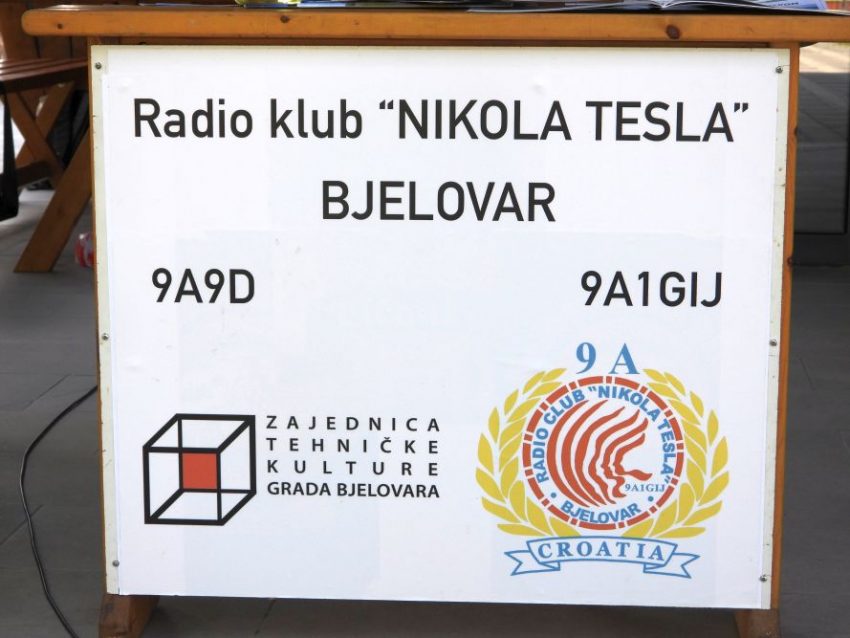 Radio klub “NIKOLA TESLA”
BJELOVAR
9A9D
9A1GIJ
ZAJEDNICA
TEHNIČKE
KULTURE
GRADA BJELOVARA
9 A
RADIO CLUB "NIKOLA TESLA"
9A1GIJ
• BJELOVAR •
CROATIA